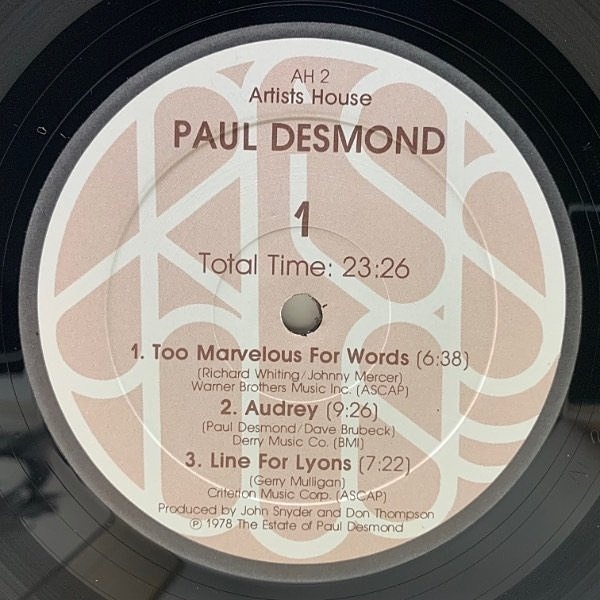 AH 2
Artists House
PAUL DESMOND
1
Total Time: 23:26
1. Too Marvelous For Words (6:38)
(Richard Whiting/Johnny Mercer)
Warner Brothers Music Inc. (ASCAP)
2. Audrey (9:26)
(Paul Desmond/Dave Brubeck)
Derry Music Co. (BMI)
3. Line For Lyons (7:22)
(Gerry Mulligan)
Criterion Music Corp. (ASCAP)
Produced by John Snyder and Don Thompson
℗ 1978 The Estate of Paul Desmond